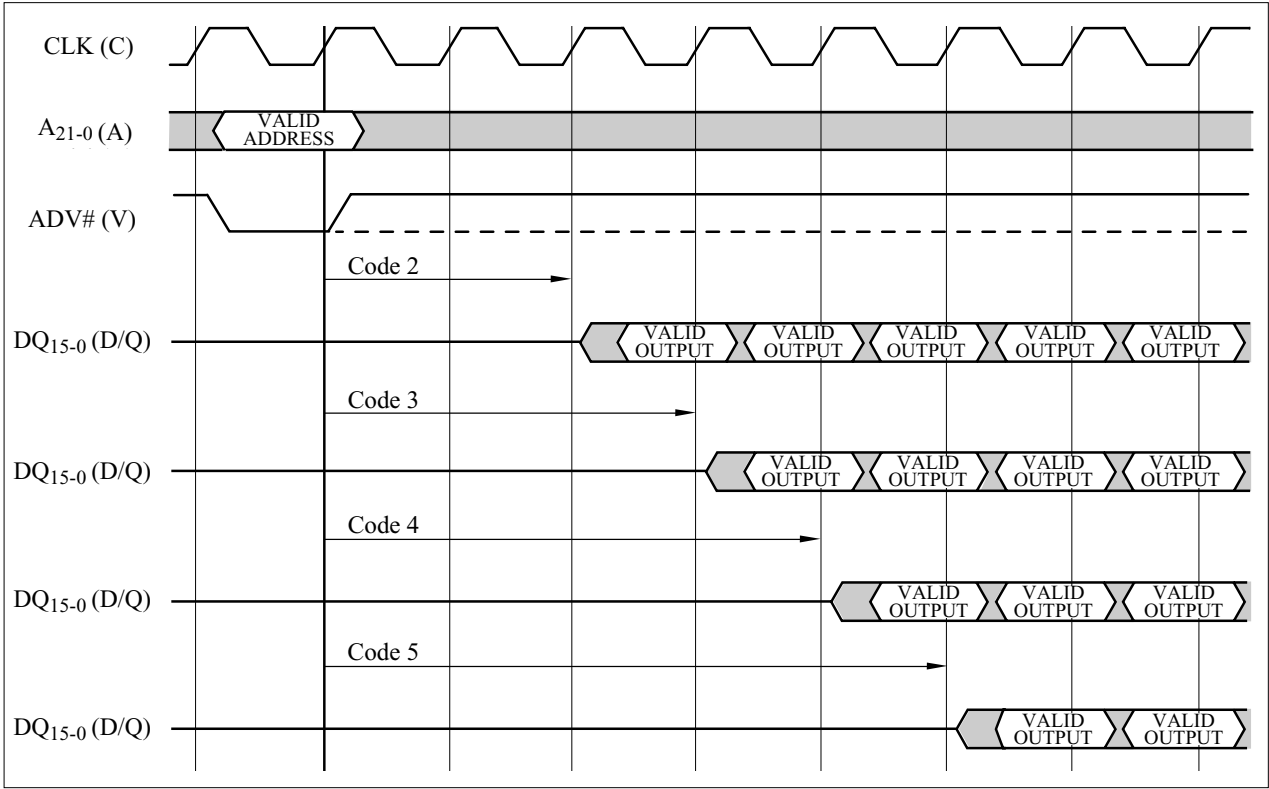 CLK (C)
A21-0 (A)
VALID
ADDRESS
ADV# (V)
Code 2
DQ15-0 (D/Q)
VALID
OUTPUT
VALID
OUTPUT
VALID
OUTPUT
VALID
OUTPUT
VALID
OUTPUT
Code 3
DQ15-0 (D/Q)
VALID
OUTPUT
VALID
OUTPUT
VALID
OUTPUT
VALID
OUTPUT
Code 4
DQ15-0 (D/Q)
VALID
OUTPUT
VALID
OUTPUT
VALID
OUTPUT
Code 5
DQ15-0 (D/Q)
VALID
OUTPUT
VALID
OUTPUT